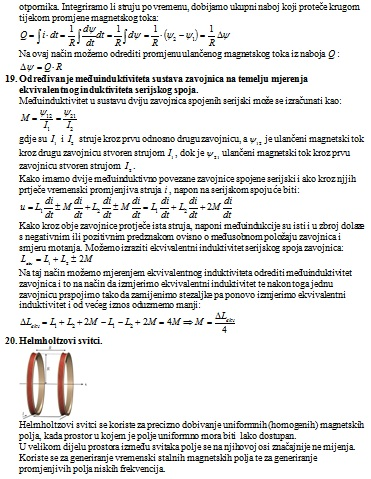 otpornika. Integriramo li struju po vremenu, dobijamo ukupni naboj koji proteče krugom
tijekom promjene magnetskog toka:
Q = ∫ i · dt = 1/R ∫ dψ/dt dt = 1/R ∫ dψ = 1/R · (ψ₂ − ψ₁) = 1/R Δψ
Na ovaj način možemo odrediti promjenu ulančenog magnetskog toka iz naboja Q :
Δψ = Q · R
19. Određivanje međuinduktiviteta sustava zavojnica na temelju mjerenja
ekvivalentnog induktiviteta serijskog spoja.
Međuinduktivitet u sustavu dviju zavojnica spojenih serijski može se izračunati kao:
M = ψ₁₂/I₁ = ψ₂₁/I₂
gdje su I₁ i I₂ struje kroz prvu odnosno drugu zavojnicu, a ψ₁₂ je ulančeni magnetski tok
kroz drugu zavojnicu stvoren strujom I₁, dok je ψ₂₁ ulančeni magnetski tok kroz prvu
zavojnicu stvoren strujom I₂.
Kako imamo dvije međuinduktivno povezane zavojnice spojene serijski i ako kroz njih
prtječe vremenski promjenjiva struja i , napon na serijskom spoju će biti:
u = L₁ di/dt ± M di/dt + L₂ di/dt ± M di/dt = L₁ di/dt + L₂ di/dt ± 2M di/dt
Kako kroz obje zavojnice protječe ista struja, naponi međuindukcije su isti i u zbroj dolaze
s negativnim ili pozitivnim predznakom ovisno o međusobnom položaju zavojnica i
smjeru motanja. Možemo izraziti ekvivalentni induktivitet serijskog spoja zavojnica:
L = L₁ + L₂ ± 2M
Na taj način možemo mjerenjem ekvivalentnog induktiviteta odrediti međuinduktivitet
zavojnica i to na način da izmjerimo ekvivalentni induktivitet te nakon toga jednu
zavojnicu prspojimo tako da zamijenimo stezaljke pa ponovo izmjerimo ekvivalentni
induktivitet i od većeg iznos oduzmemo manji:
ΔL = L₁ + L₂ + 2M − L₁ − L₂ + 2M = 4M ⇒ M = ΔL/4
20. Helmholtzovi svitci.
Helmholtzovi svitci se koriste za precizno dobivanje uniformnih (homogenih) magnetskih
polja, kada prostor u kojem je polje uniformno mora biti lako dostupan.
U velikom dijelu prostora između svitaka polje se na njihovoj osi značajnije ne mijenja.
Koriste se za generiranje vremenski stalnih magnetskih polja te za generiranje
promjenjivih polja niskih frekvencija.